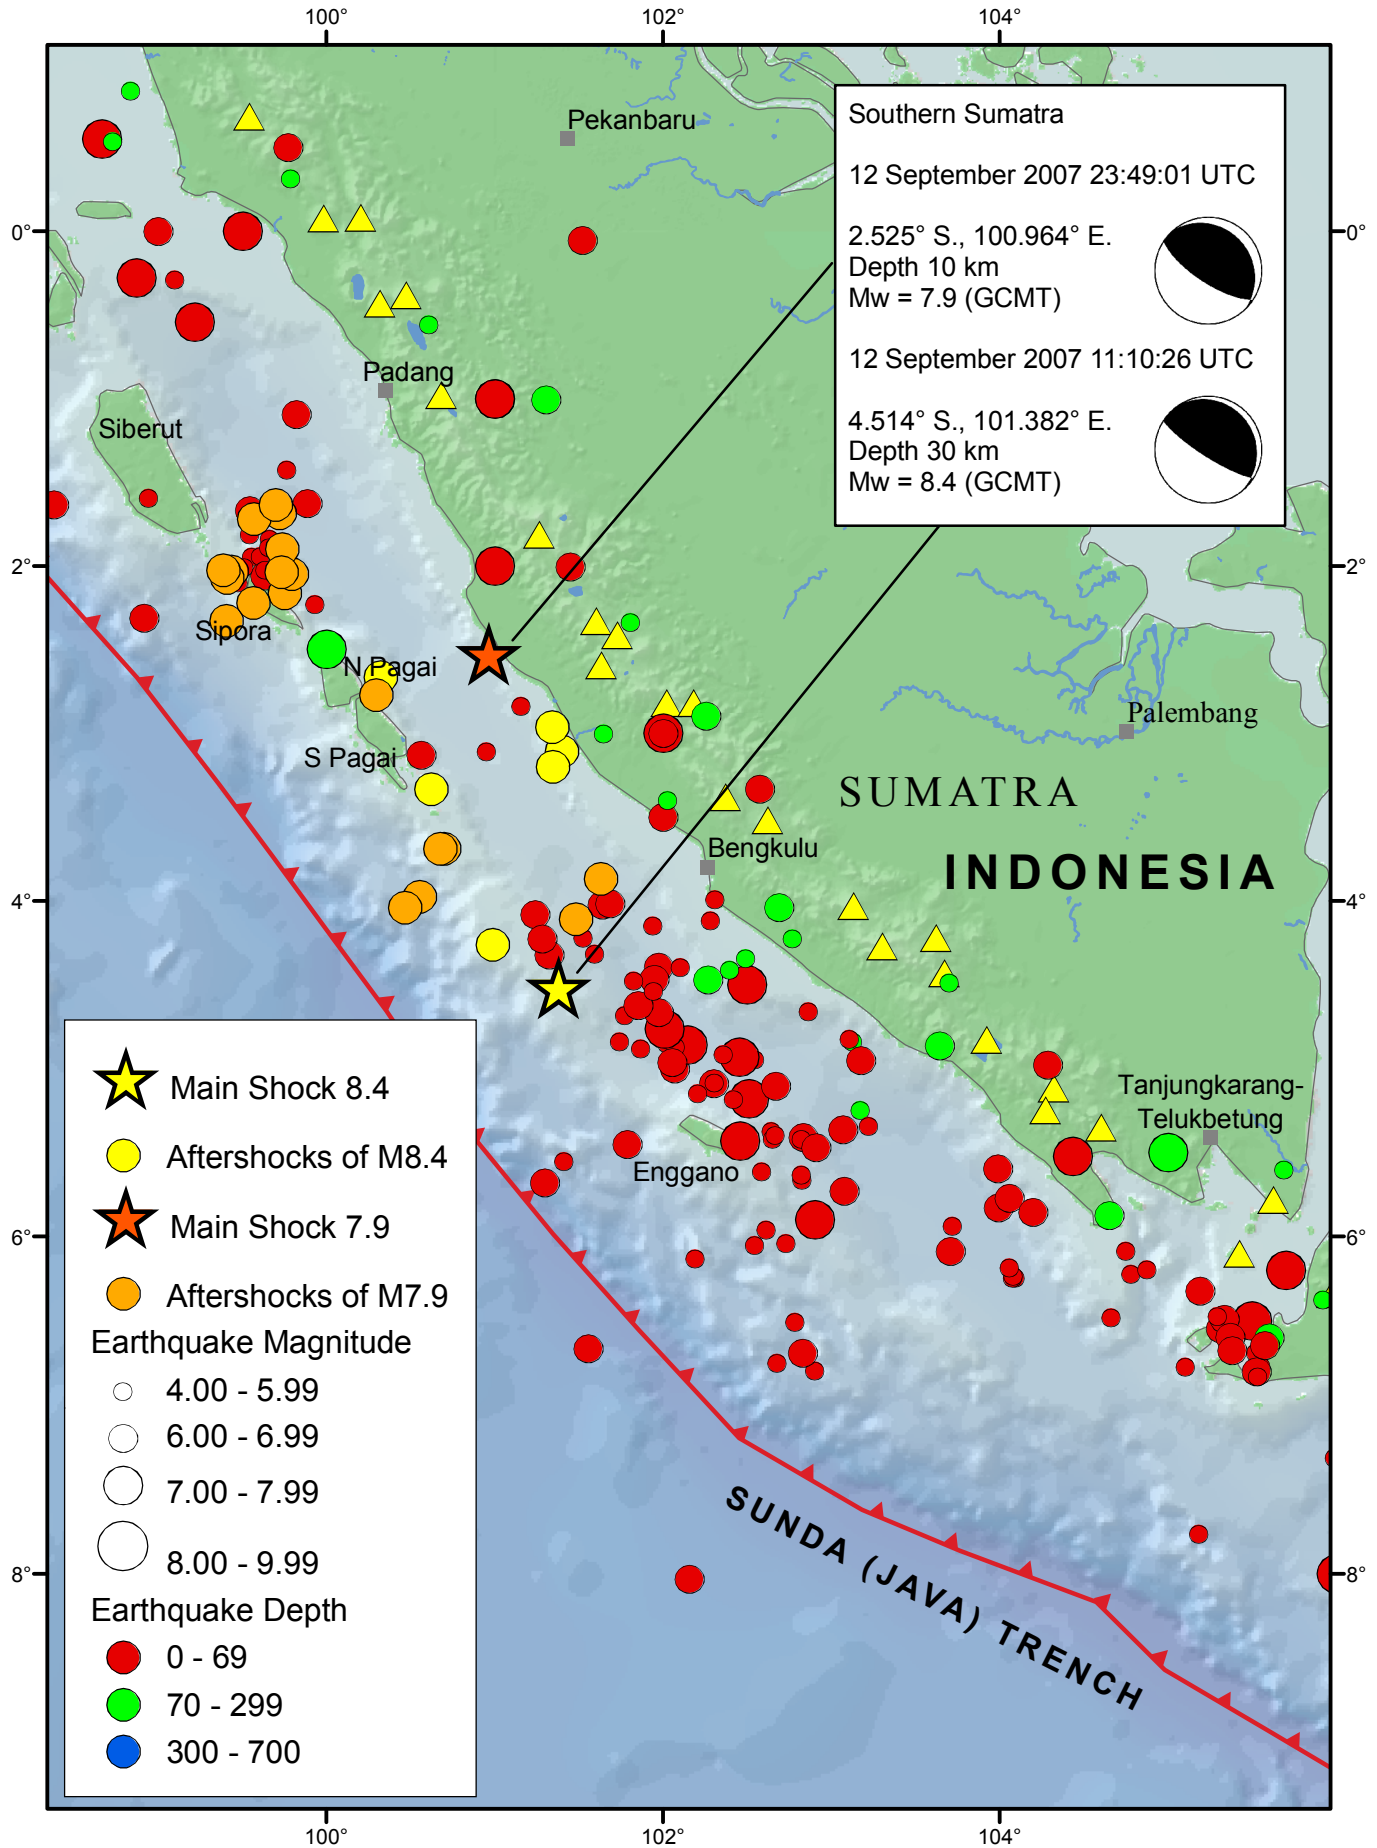 100°
102°
104°
Pekanbaru
Southern Sumatra
12 September 2007 23:49:01 UTC
2.525° S., 100.964° E.
Depth 10 km
Mw = 7.9 (GCMT)
12 September 2007 11:10:26 UTC
4.514° S., 101.382° E.
Depth 30 km
Mw = 8.4 (GCMT)
0°
0°
Padang
Siberut
2°
2°
Sipora
N Pagai
S Pagai
Palembang
SUMATRA
Bengkulu
INDONESIA
4°
4°
Main Shock 8.4
Aftershocks of M8.4
Main Shock 7.9
Aftershocks of M7.9
Earthquake Magnitude
4.00 - 5.99
6.00 - 6.99
7.00 - 7.99
8.00 - 9.99
Earthquake Depth
0 - 69
70 - 299
300 - 700
Tanjungkarang-
Telukbetung
Enggano
6°
6°
SUNDA (JAVA) TRENCH
8°
8°
100°
102°
104°